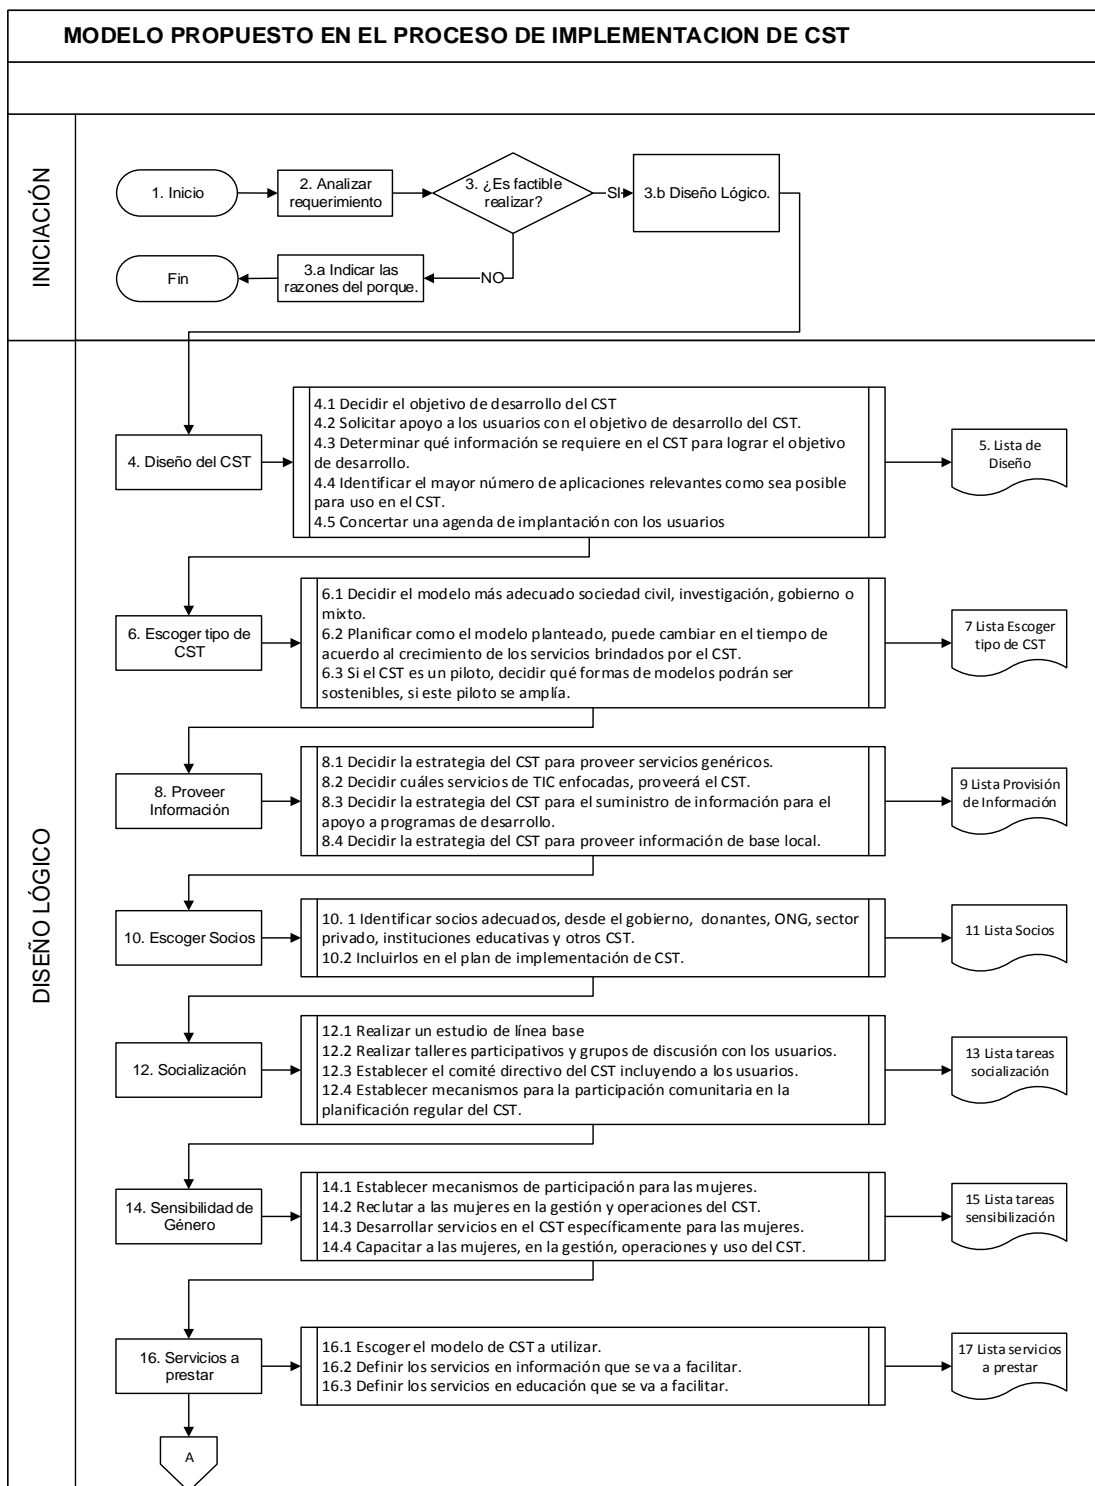 MODELO PROPUESTO EN EL PROCESO DE IMPLEMENTACION DE CST
INICIACIÓN
1. Inicio
2. Analizar
requerimiento
3. ¿Es factible
realizar?
SI
3.b Diseño Lógico.
Fin
3.a Indicar las
razones del porque.
NO
DISEÑO LÓGICO
4. Diseño del CST
4.1 Decidir el objetivo de desarrollo del CST
4.2 Solicitar apoyo a los usuarios con el objetivo de desarrollo del CST.
4.3 Determinar qué información se requiere en el CST para lograr el objetivo
de desarrollo.
4.4 Identificar el mayor número de aplicaciones relevantes como sea posible
para uso en el CST.
4.5 Concertar una agenda de implantación con los usuarios
5. Lista de
Diseño
6. Escoger tipo de
CST
6.1 Decidir el modelo más adecuado sociedad civil, investigación, gobierno o
mixto.
6.2 Planificar como el modelo planteado, puede cambiar en el tiempo de
acuerdo al crecimiento de los servicios brindados por el CST.
6.3 Si el CST es un piloto, decidir qué formas de modelos podrán ser
sostenibles, si este piloto se amplía.
7 Lista Escoger
tipo de CST
8. Proveer
Información
8.1 Decidir la estrategia del CST para proveer servicios genéricos.
8.2 Decidir cuáles servicios de TIC enfocadas, proveerá el CST.
8.3 Decidir la estrategia del CST para el suministro de información para el
apoyo a programas de desarrollo.
8.4 Decidir la estrategia del CST para proveer información de base local.
9 Lista Provisión
de Información
10. Escoger Socios
10. 1 Identificar socios adecuados, desde el gobierno, donantes, ONG, sector
privado, instituciones educativas y otros CST.
10.2 Incluirlos en el plan de implementación de CST.
11 Lista Socios
12. Socialización
12.1 Realizar un estudio de línea base
12.2 Realizar talleres participativos y grupos de discusión con los usuarios.
12.3 Establecer el comité directivo del CST incluyendo a los usuarios.
12.4 Establecer mecanismos para la participación comunitaria en la
planificación regular del CST.
13 Lista tareas
socialización
14. Sensibilidad de
Género
14.1 Establecer mecanismos de participación para las mujeres.
14.2 Reclutar a las mujeres en la gestión y operaciones del CST.
14.3 Desarrollar servicios en el CST específicamente para las mujeres.
14.4 Capacitar a las mujeres, en la gestión, operaciones y uso del CST.
15 Lista tareas
sensibilización
16. Servicios a
prestar
16.1 Escoger el modelo de CST a utilizar.
16.2 Definir los servicios en información que se va a facilitar.
16.3 Definir los servicios en educación que se va a facilitar.
17 Lista servicios
a prestar
A